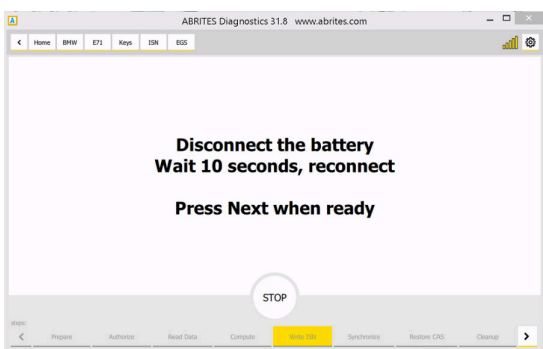 ABRITES Diagnostics 31.8 www.abrites.com
Home BMW E71 Keys ISN EGS
Disconnect the battery
Wait 10 seconds, reconnect
Press Next when ready
STOP
steps:
Prepare Authorize Read Data Compute Write ISN Synchronize Restore CAS Cleanup